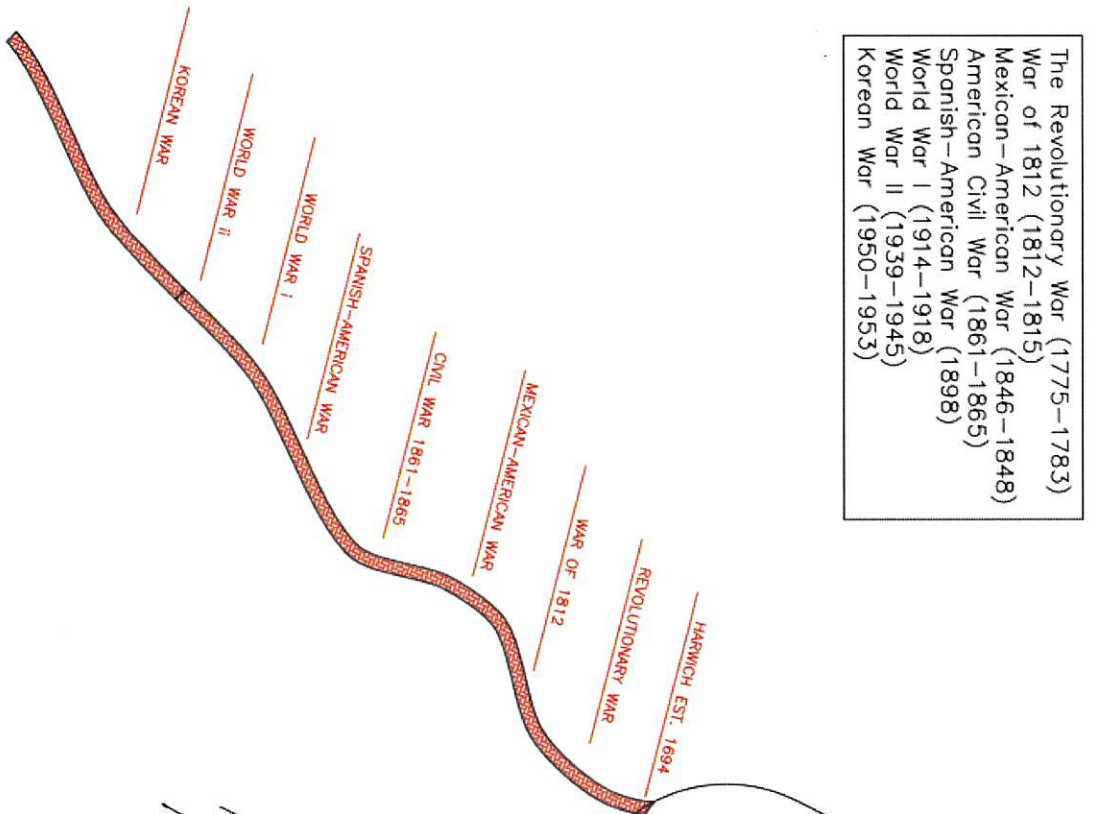 The Revolutionary War (1775-1783)
War of 1812 (1812-1815)
Mexican-American War (1846-1848)
American Civil War (1861-1865)
Spanish-American War (1898)
World War I (1914-1918)
World War II (1939-1945)
Korean War (1950-1953)
HARWICH EST. 1694
REVOLUTIONARY WAR
WAR OF 1812
MEXICAN-AMERICAN WAR
CIVIL WAR 1861-1865
SPANISH-AMERICAN WAR
WORLD WAR I
WORLD WAR ii
KOREAN WAR